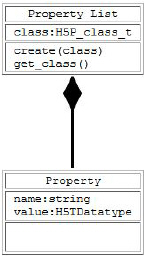 Property List
class:H5P_class_t
create(class)
get_class()
Property
name:string
value:H5TDatatype